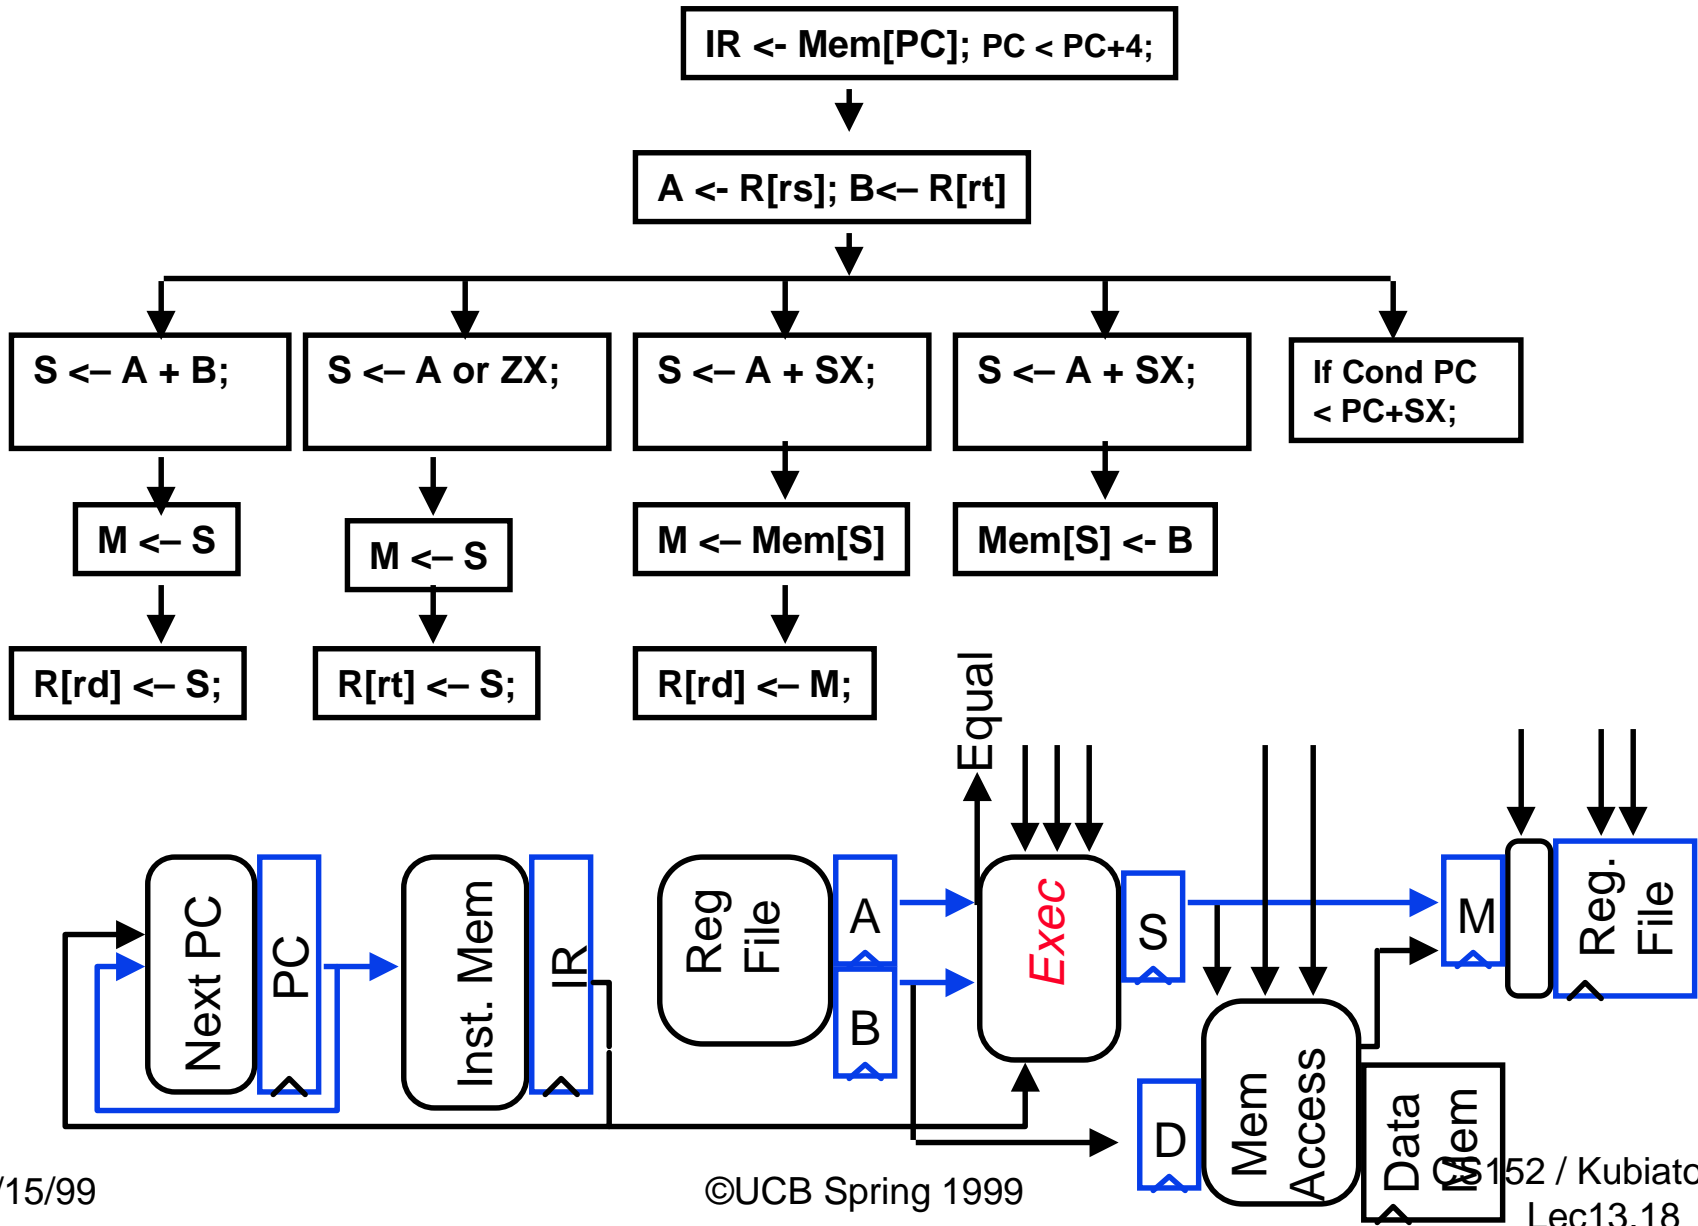 IR <- Mem[PC]; PC < PC+4;
A <- R[rs]; B<– R[rt]
S <– A + B;
S <– A or ZX;
S <– A + SX;
S <– A + SX;
If Cond PC
< PC+SX;
M <– S
M <– S
M <– Mem[S]
Mem[S] <- B
R[rd] <– S;
R[rt] <– S;
R[rd] <– M;
Equal
Next PC
PC
Inst. Mem
IR
Reg
File
A
B
Exec
S
D
Mem
Access
Data
Mem
M
Reg.
File
/15/99
©UCB Spring 1999
CS152 / Kubiato
Lec13.18